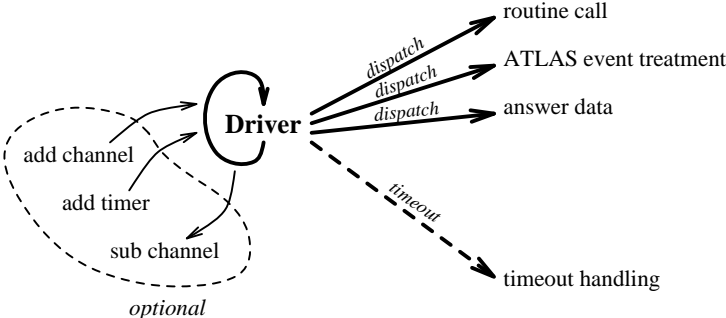 routine call
dispatch
ATLAS event treatment
dispatch
answer data
dispatch
Driver
add channel
add timer
timeout
sub channel
timeout handling
optional